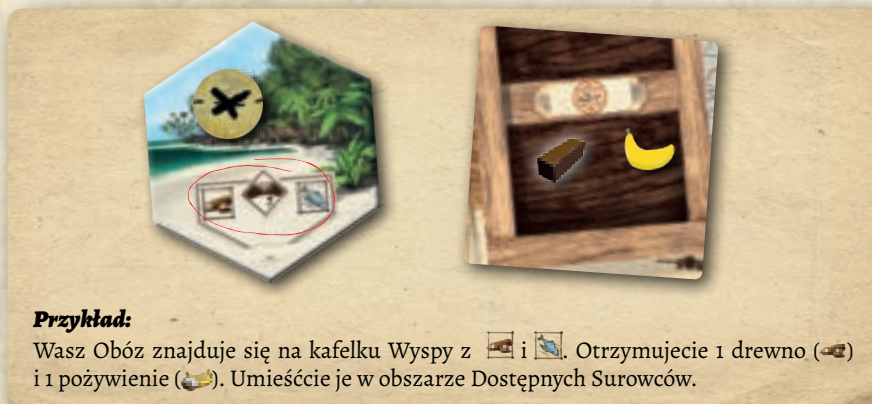 Przykład:
Wasz Obóz znajduje się na kafelku Wyspy z i . Otrzymujecie 1 drewno ()
i 1 pożywienie (). Umieśćcie je w obszarze Dostępnych Surowców.